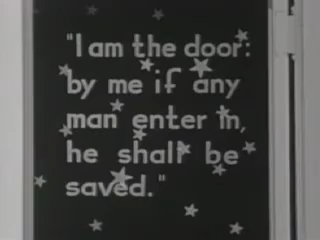 "I am the door:
by me if any
man enter in,
he shall be
saved."